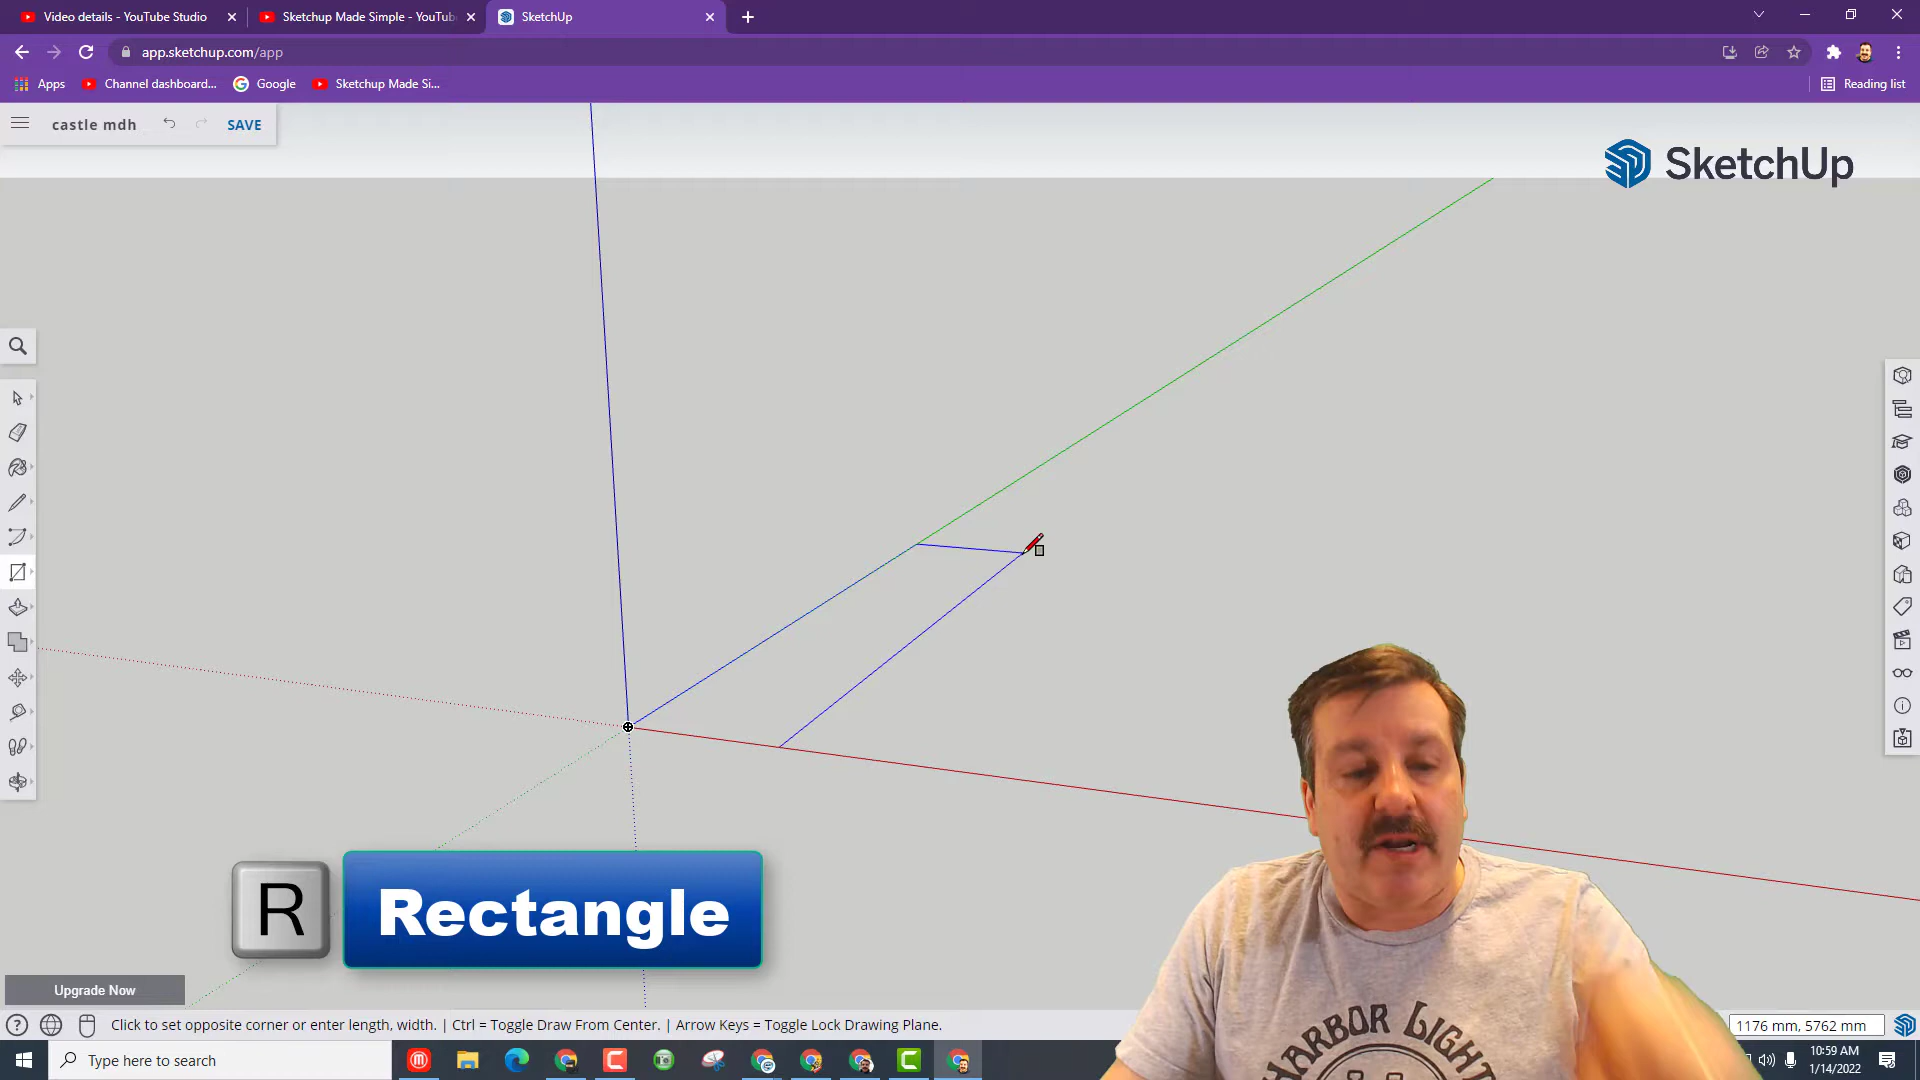 Video details - YouTube Studio
Sketchup Made Simple - YouTub
SketchUp
app.sketchup.com/app
Apps
Channel dashboard...
Google
Sketchup Made Si...
Reading list
castle mdh
SAVE
SketchUp
R
Rectangle
HARBOR LIGHT
Upgrade Now
Click to set opposite corner or enter length, width. | Ctrl = Toggle Draw From Center. | Arrow Keys = Toggle Lock Drawing Plane.
1176 mm, 5762 mm
Type here to search
10:59 AM
1/14/2022